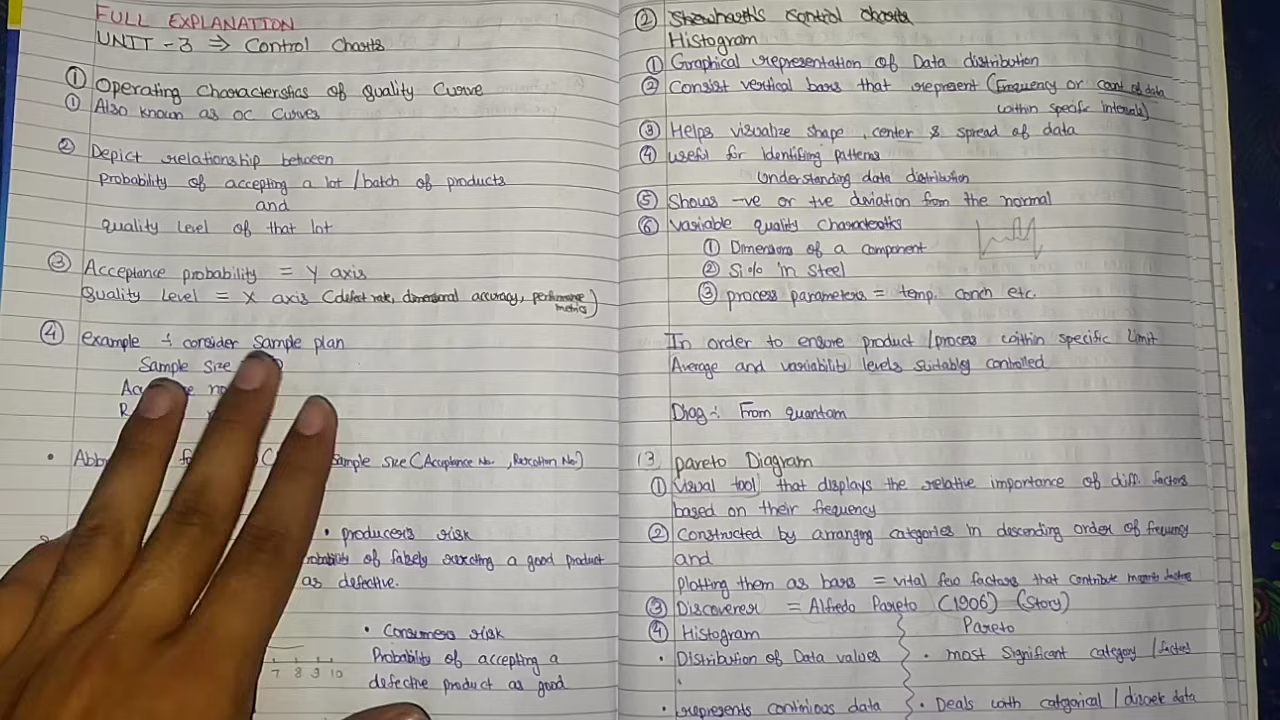 FULL EXPLANATION
UNIT - 3 ⇒ Control Charts
① Operating Characteristics of Quality Curve
① Also known as OC Curves
② Depict relationship between
Probability of accepting a lot / batch of products
and
quality Level of that lot
③ Acceptance probability = Y axis
Quality Level = X axis (defect rate, dimensional accuracy, performance metrics)
④ Example ÷ consider Sample plan
Sample Size
• Abb
Sample size (Acceptance No., Rejection No.)
• producer's risk
Probability of falsely rejecting a good product
as defective.
• Consumers risk
Probability of accepting a
defective product as good
7 8 9 10
② Shewharts control charts
Histogram
① Graphical representation of Data distribution
② Consist vertical bars that represent (Frequency or count of data
within specific intervals)
③ Helps visualize shape, center & spread of data
④ useful for Identifing patterns
Understanding data distribution
⑤ Shows -ve or +ve deviation from the normal
⑥ Variable quality Characteristics
① Dimensions of a component
② Si % in Steel
③ process parameters = temp. conch etc.
In order to ensure product / process within specific Limit
Average and variability levels suitably controlled
Diag ÷ From quantam
(3) pareto Diagram
① Visual tool that displays the relative importance of diff. factors
based on their frequency
② Constructed by arranging categories in descending order of frequency
and
Plotting them as bars = vital few factors that contribute
③ Discoverer = Alfredo Pareto (1906) (Story)
④ Histogram
Pareto
• Distribution of Data values
• most Significant category / factors
• represents continious data
• Deals with categorical / discrete data